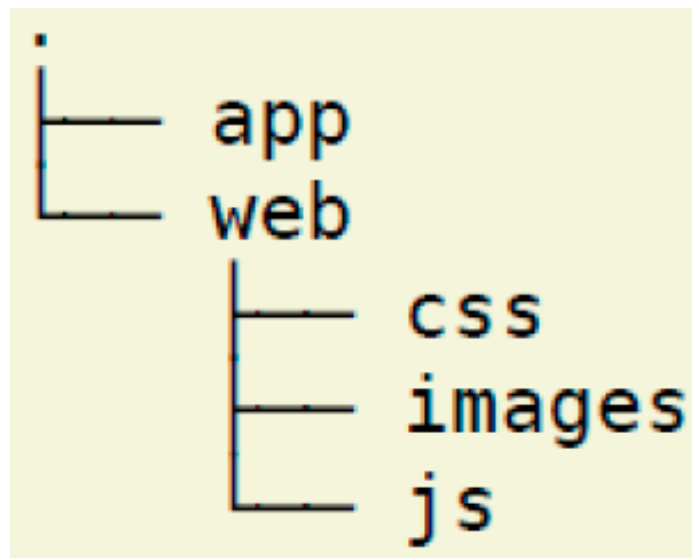 .
├── app
└── web
    ├── css
    ├── images
    └── js